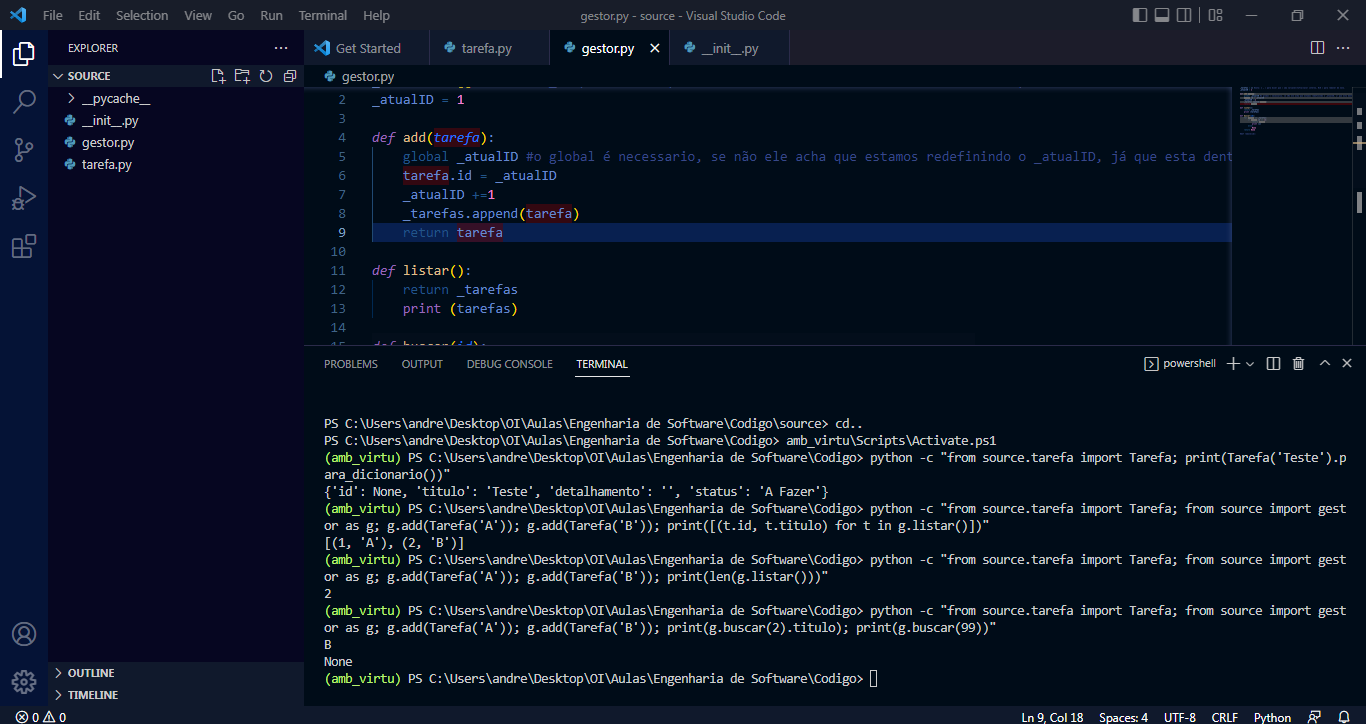 File Edit Selection View Go Run Terminal Help gestor.py - source - Visual Studio Code
EXPLORER
Get Started tarefa.py gestor.py __init__.py
SOURCE
gestor.py
__pycache__
__init__.py
gestor.py
tarefa.py
2 _atualID = 1
3
4 def add(tarefa):
5 global _atualID #o global é necessario, se não ele acha que estamos redefinindo o _atualID, já que esta dent
6 tarefa.id = _atualID
7 _atualID +=1
8 _tarefas.append(tarefa)
9 return tarefa
10
11 def listar():
12 return _tarefas
13 print (tarefas)
14
15 def buscar(id):
PROBLEMS OUTPUT DEBUG CONSOLE TERMINAL powershell
PS C:\Users\andre\Desktop\OI\Aulas\Engenharia de Software\Codigo\source> cd..
PS C:\Users\andre\Desktop\OI\Aulas\Engenharia de Software\Codigo> amb_virtu\Scripts\Activate.ps1
(amb_virtu) PS C:\Users\andre\Desktop\OI\Aulas\Engenharia de Software\Codigo> python -c "from source.tarefa import Tarefa; print(Tarefa('Teste').p
ara_dicionario())"
{'id': None, 'titulo': 'Teste', 'detalhamento': '', 'status': 'A Fazer'}
(amb_virtu) PS C:\Users\andre\Desktop\OI\Aulas\Engenharia de Software\Codigo> python -c "from source.tarefa import Tarefa; from source import gest
or as g; g.add(Tarefa('A')); g.add(Tarefa('B')); print([(t.id, t.titulo) for t in g.listar()])"
[(1, 'A'), (2, 'B')]
(amb_virtu) PS C:\Users\andre\Desktop\OI\Aulas\Engenharia de Software\Codigo> python -c "from source.tarefa import Tarefa; from source import gest
or as g; g.add(Tarefa('A')); g.add(Tarefa('B')); print(len(g.listar()))"
2
(amb_virtu) PS C:\Users\andre\Desktop\OI\Aulas\Engenharia de Software\Codigo> python -c "from source.tarefa import Tarefa; from source import gest
or as g; g.add(Tarefa('A')); g.add(Tarefa('B')); print(g.buscar(2).titulo); print(g.buscar(99))"
B
None
(amb_virtu) PS C:\Users\andre\Desktop\OI\Aulas\Engenharia de Software\Codigo>
OUTLINE
TIMELINE
0 0 Ln 9, Col 18 Spaces: 4 UTF-8 CRLF Python